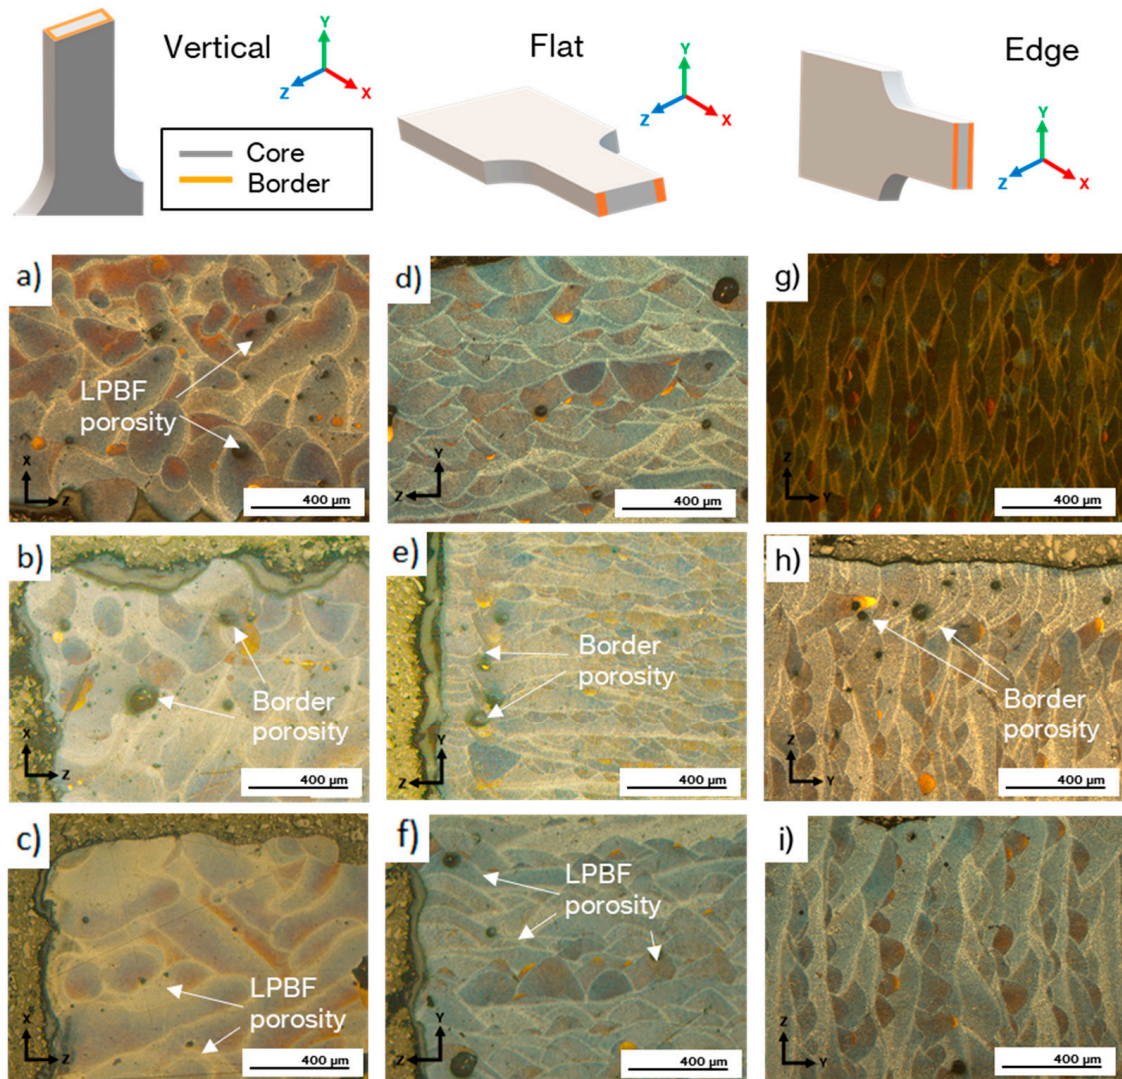 Vertical
Y
Z
X
Core
Border
Flat
Y
Z
X
Edge
Y
Z
X
a)
LPBF
porosity
X
Z
400 µm
d)
Y
Z
400 µm
g)
Z
Y
400 µm
b)
Border
porosity
X
Z
400 µm
e)
Border
porosity
Y
Z
400 µm
h)
Border
porosity
Z
Y
400 µm
c)
LPBF
porosity
X
Z
400 µm
f)
LPBF
porosity
Y
Z
400 µm
i)
Z
Y
400 µm